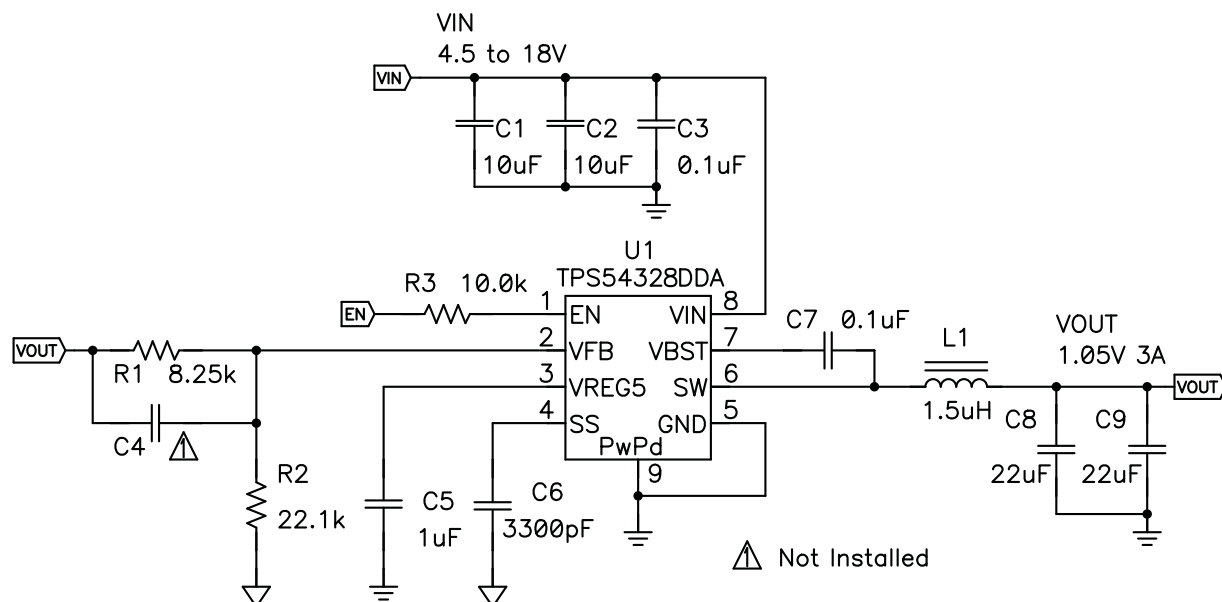 VIN
4.5 to 18V
VIN
C1
C2
C3
10uF
10uF
0.1uF
U1
TPS54328DDA
R3 10.0k
EN
1
EN
VIN
8
C7
0.1uF
VOUT
R1
8.25k
2
VFB
VBST
7
L1
VOUT
1.05V 3A
3
VREG5
SW
6
1.5uH
VOUT
C4
1
4
SS
GND
5
C8
C9
PwPd
9
22uF
22uF
R2
22.1k
C5
1uF
C6
3300pF
1 Not Installed